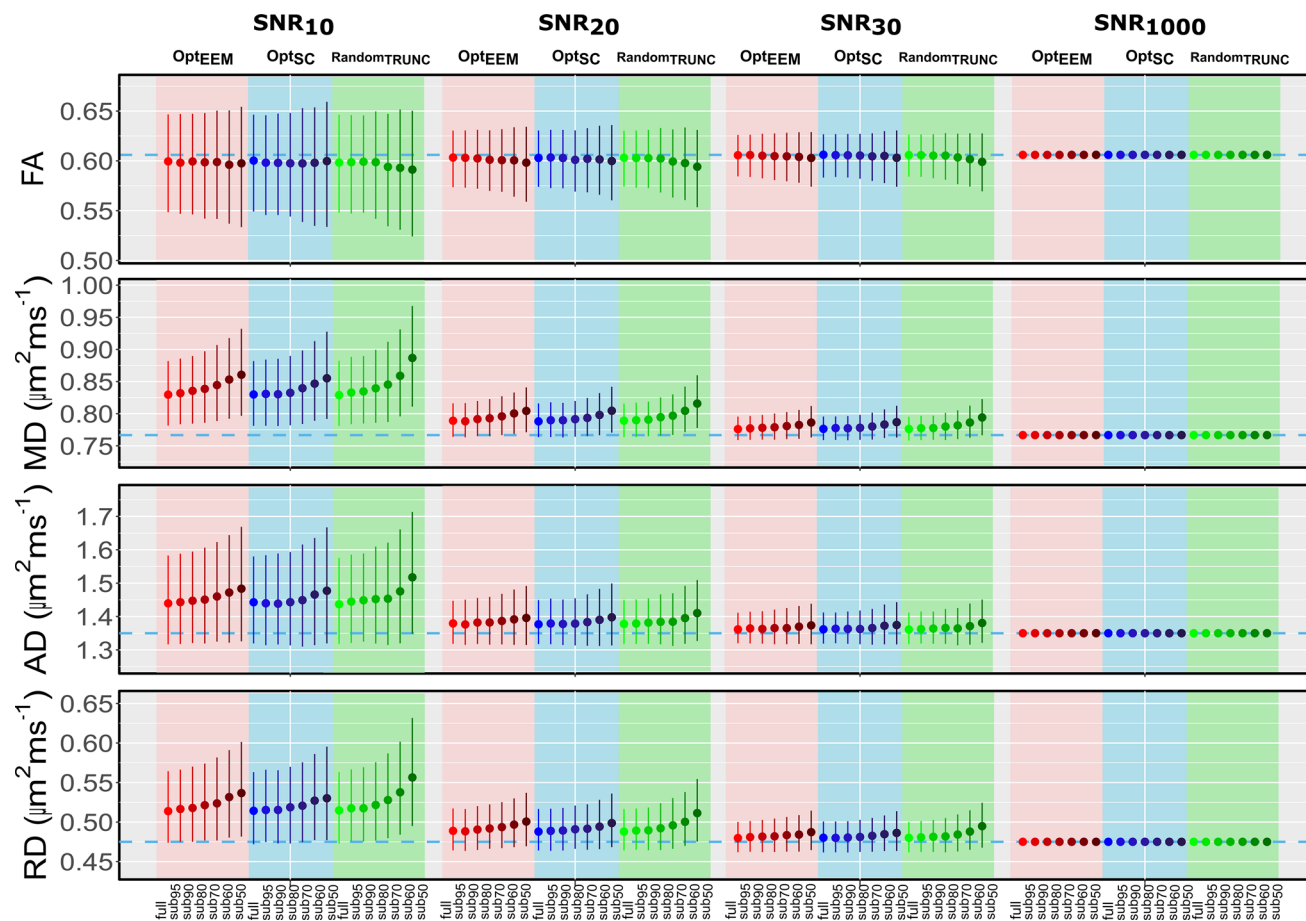 SNR10 SNR20 SNR30 SNR1000
OptEEM OptSC RandomTRUNC OptEEM OptSC RandomTRUNC OptEEM OptSC RandomTRUNC OptEEM OptSC RandomTRUNC
FA
0.65
0.60
0.55
0.50
MD (µm²ms⁻¹)
1.00
0.95
0.90
0.85
0.80
0.75
AD (µm²ms⁻¹)
1.7
1.6
1.5
1.4
1.3
RD (µm²ms⁻¹)
0.65
0.60
0.55
0.50
0.45
full sub95 sub90 sub80 sub70 sub60 sub50 full sub95 sub90 sub80 sub70 sub60 sub50 full sub95 sub90 sub80 sub70 sub60 sub50 full sub95 sub90 sub80 sub70 sub60 sub50 full sub95 sub90 sub80 sub70 sub60 sub50 full sub95 sub90 sub80 sub70 sub60 sub50 full sub95 sub90 sub80 sub70 sub60 sub50 full sub95 sub90 sub80 sub70 sub60 sub50 full sub95 sub90 sub80 sub70 sub60 sub50 full sub95 sub90 sub80 sub70 sub60 sub50 full sub95 sub90 sub80 sub70 sub60 sub50 full sub95 sub90 sub80 sub70 sub60 sub50